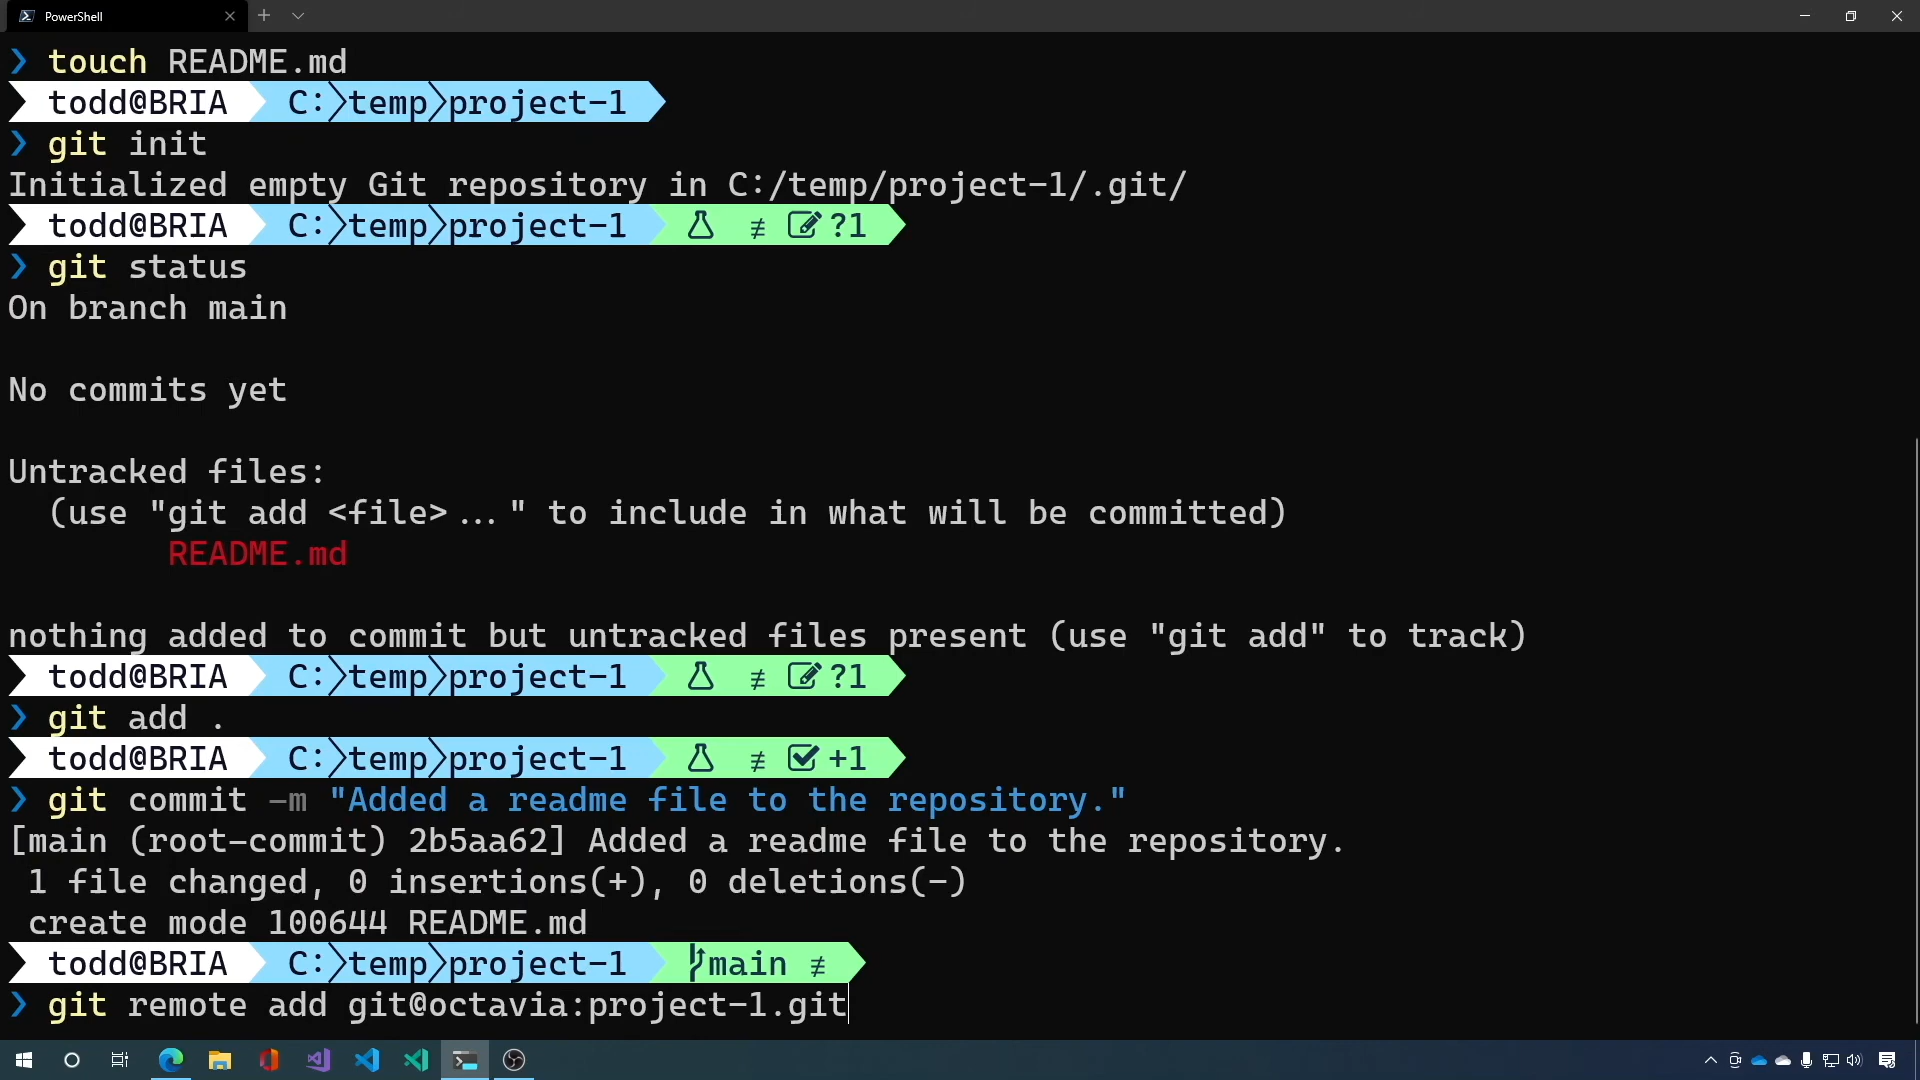 PowerShell
❯ touch README.md
todd@BRIA C: temp project-1
❯ git init
Initialized empty Git repository in C:/temp/project-1/.git/
todd@BRIA C: temp project-1 ≢ ?1
❯ git status
On branch main
No commits yet
Untracked files:
(use "git add <file>..." to include in what will be committed)
README.md
nothing added to commit but untracked files present (use "git add" to track)
todd@BRIA C: temp project-1 ≢ ?1
❯ git add .
todd@BRIA C: temp project-1 ≢ +1
❯ git commit -m "Added a readme file to the repository."
[main (root-commit) 2b5aa62] Added a readme file to the repository.
1 file changed, 0 insertions(+), 0 deletions(-)
create mode 100644 README.md
todd@BRIA C: temp project-1 main ≢
❯ git remote add git@octavia:project-1.git